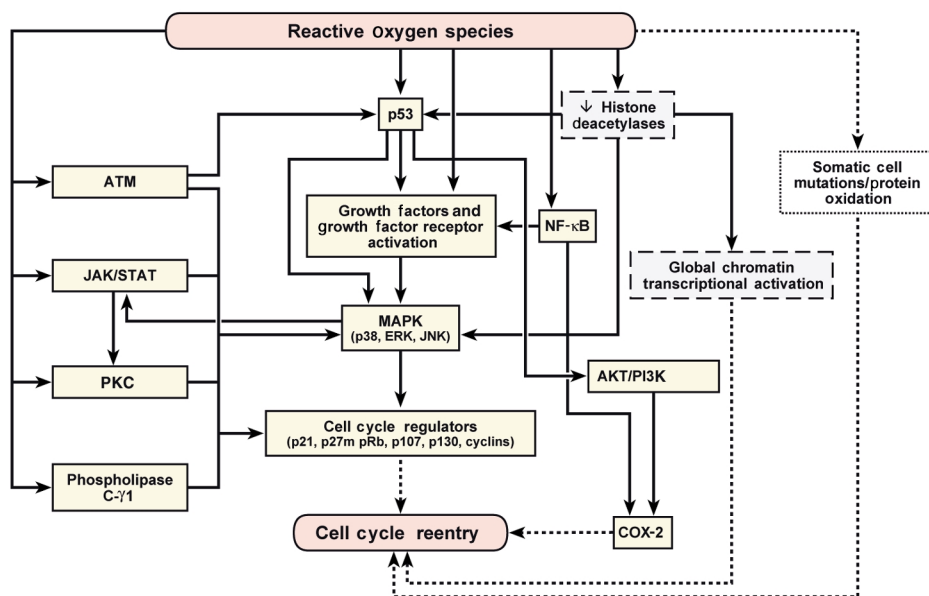 Reactive Oxygen species
p53
↓ Histone
deacetylases
ATM
Somatic cell
mutations/protein
oxidation
Growth factors and
growth factor receptor
activation
NF-κB
JAK/STAT
Global chromatin
transcriptional activation
MAPK
(p38, ERK, JNK)
PKC
AKT/PI3K
Cell cycle regulators
(p21, p27m pRb, p107, p130, cyclins)
Phospholipase
C-γ1
Cell cycle reentry
COX-2